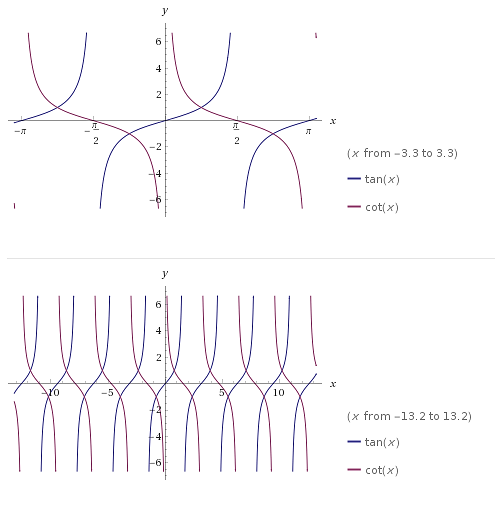 y
6
4
2
−π
−π/2
π/2
π
x
−2
−4
−6
(x from −3.3 to 3.3)
tan(x)
cot(x)
y
6
4
2
x
−10
−5
5
10
−2
−4
−6
(x from −13.2 to 13.2)
tan(x)
cot(x)